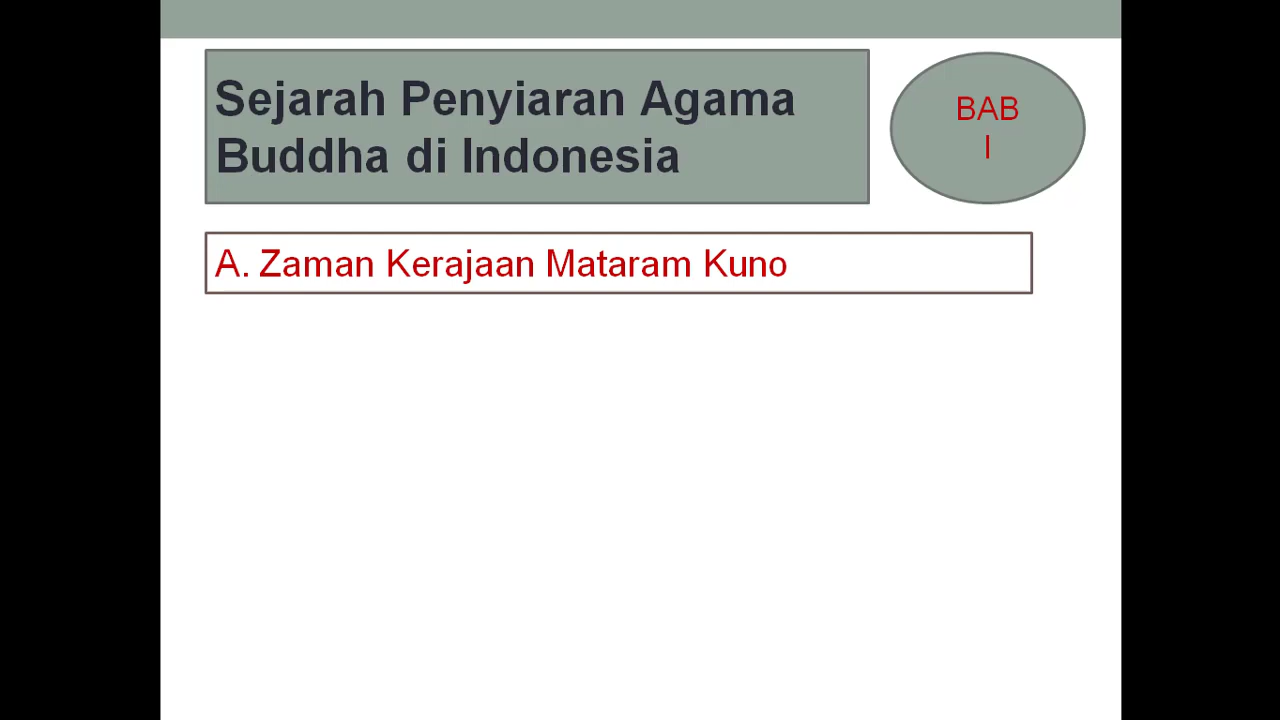 Sejarah Penyiaran Agama
Buddha di Indonesia
BAB
I
A. Zaman Kerajaan Mataram Kuno